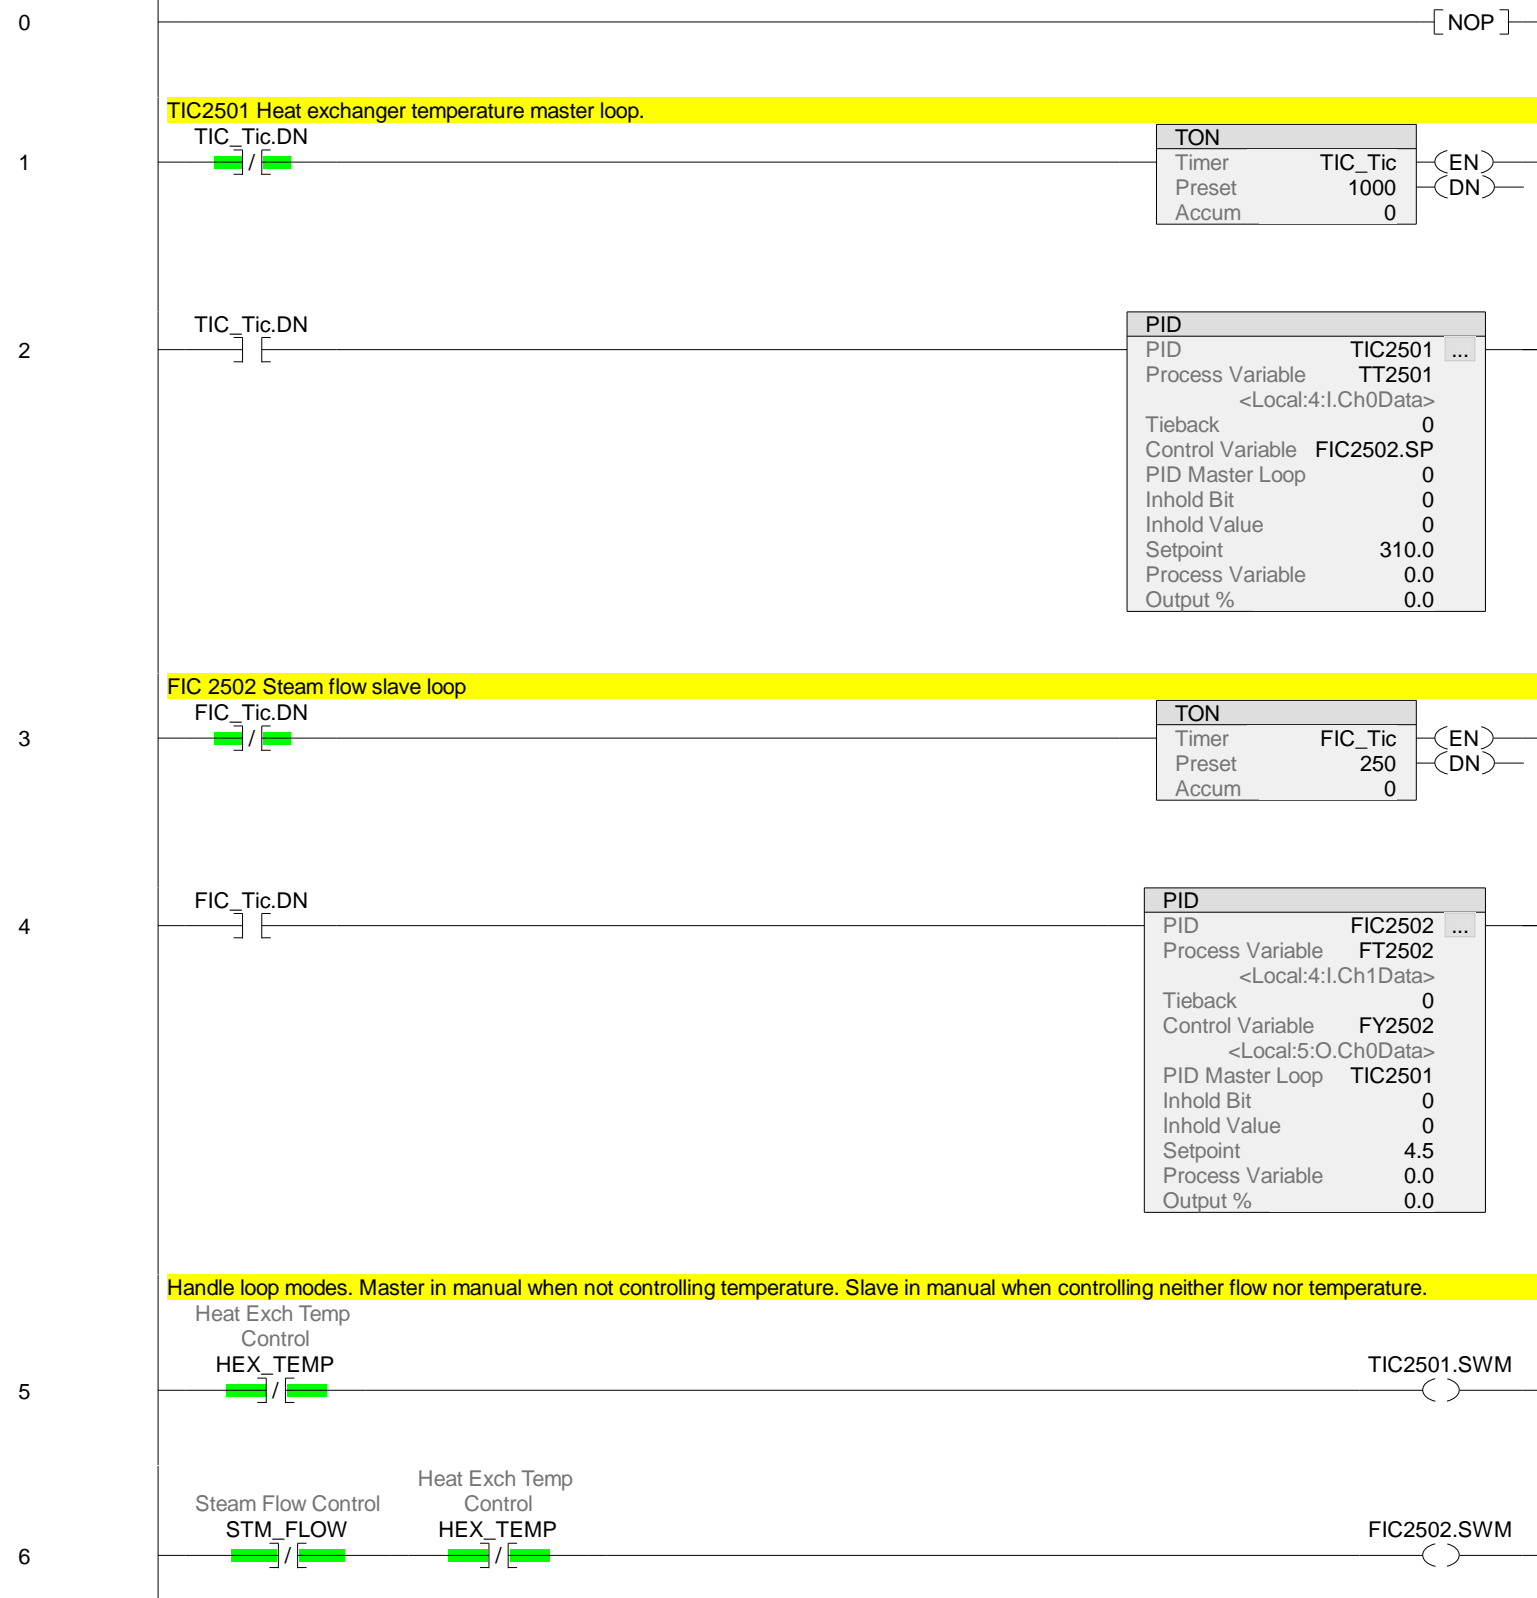 0
NOP
TIC2501 Heat exchanger temperature master loop.
TIC_Tic.DN
1
/
TON
Timer TIC_Tic
Preset 1000
Accum 0
EN
DN
TIC_Tic.DN
2
PID
PID TIC2501 ...
Process Variable TT2501
<Local:4:I.Ch0Data>
Tieback 0
Control Variable FIC2502.SP
PID Master Loop 0
Inhold Bit 0
Inhold Value 0
Setpoint 310.0
Process Variable 0.0
Output % 0.0
FIC 2502 Steam flow slave loop
FIC_Tic.DN
3
/
TON
Timer FIC_Tic
Preset 250
Accum 0
EN
DN
FIC_Tic.DN
4
PID
PID FIC2502 ...
Process Variable FT2502
<Local:4:I.Ch1Data>
Tieback 0
Control Variable FY2502
<Local:5:O.Ch0Data>
PID Master Loop TIC2501
Inhold Bit 0
Inhold Value 0
Setpoint 4.5
Process Variable 0.0
Output % 0.0
Handle loop modes. Master in manual when not controlling temperature. Slave in manual when controlling neither flow nor temperature.
Heat Exch Temp
Control
HEX_TEMP
5
/
TIC2501.SWM
Steam Flow Control
STM_FLOW
6
/
Heat Exch Temp
Control
HEX_TEMP
/
FIC2502.SWM